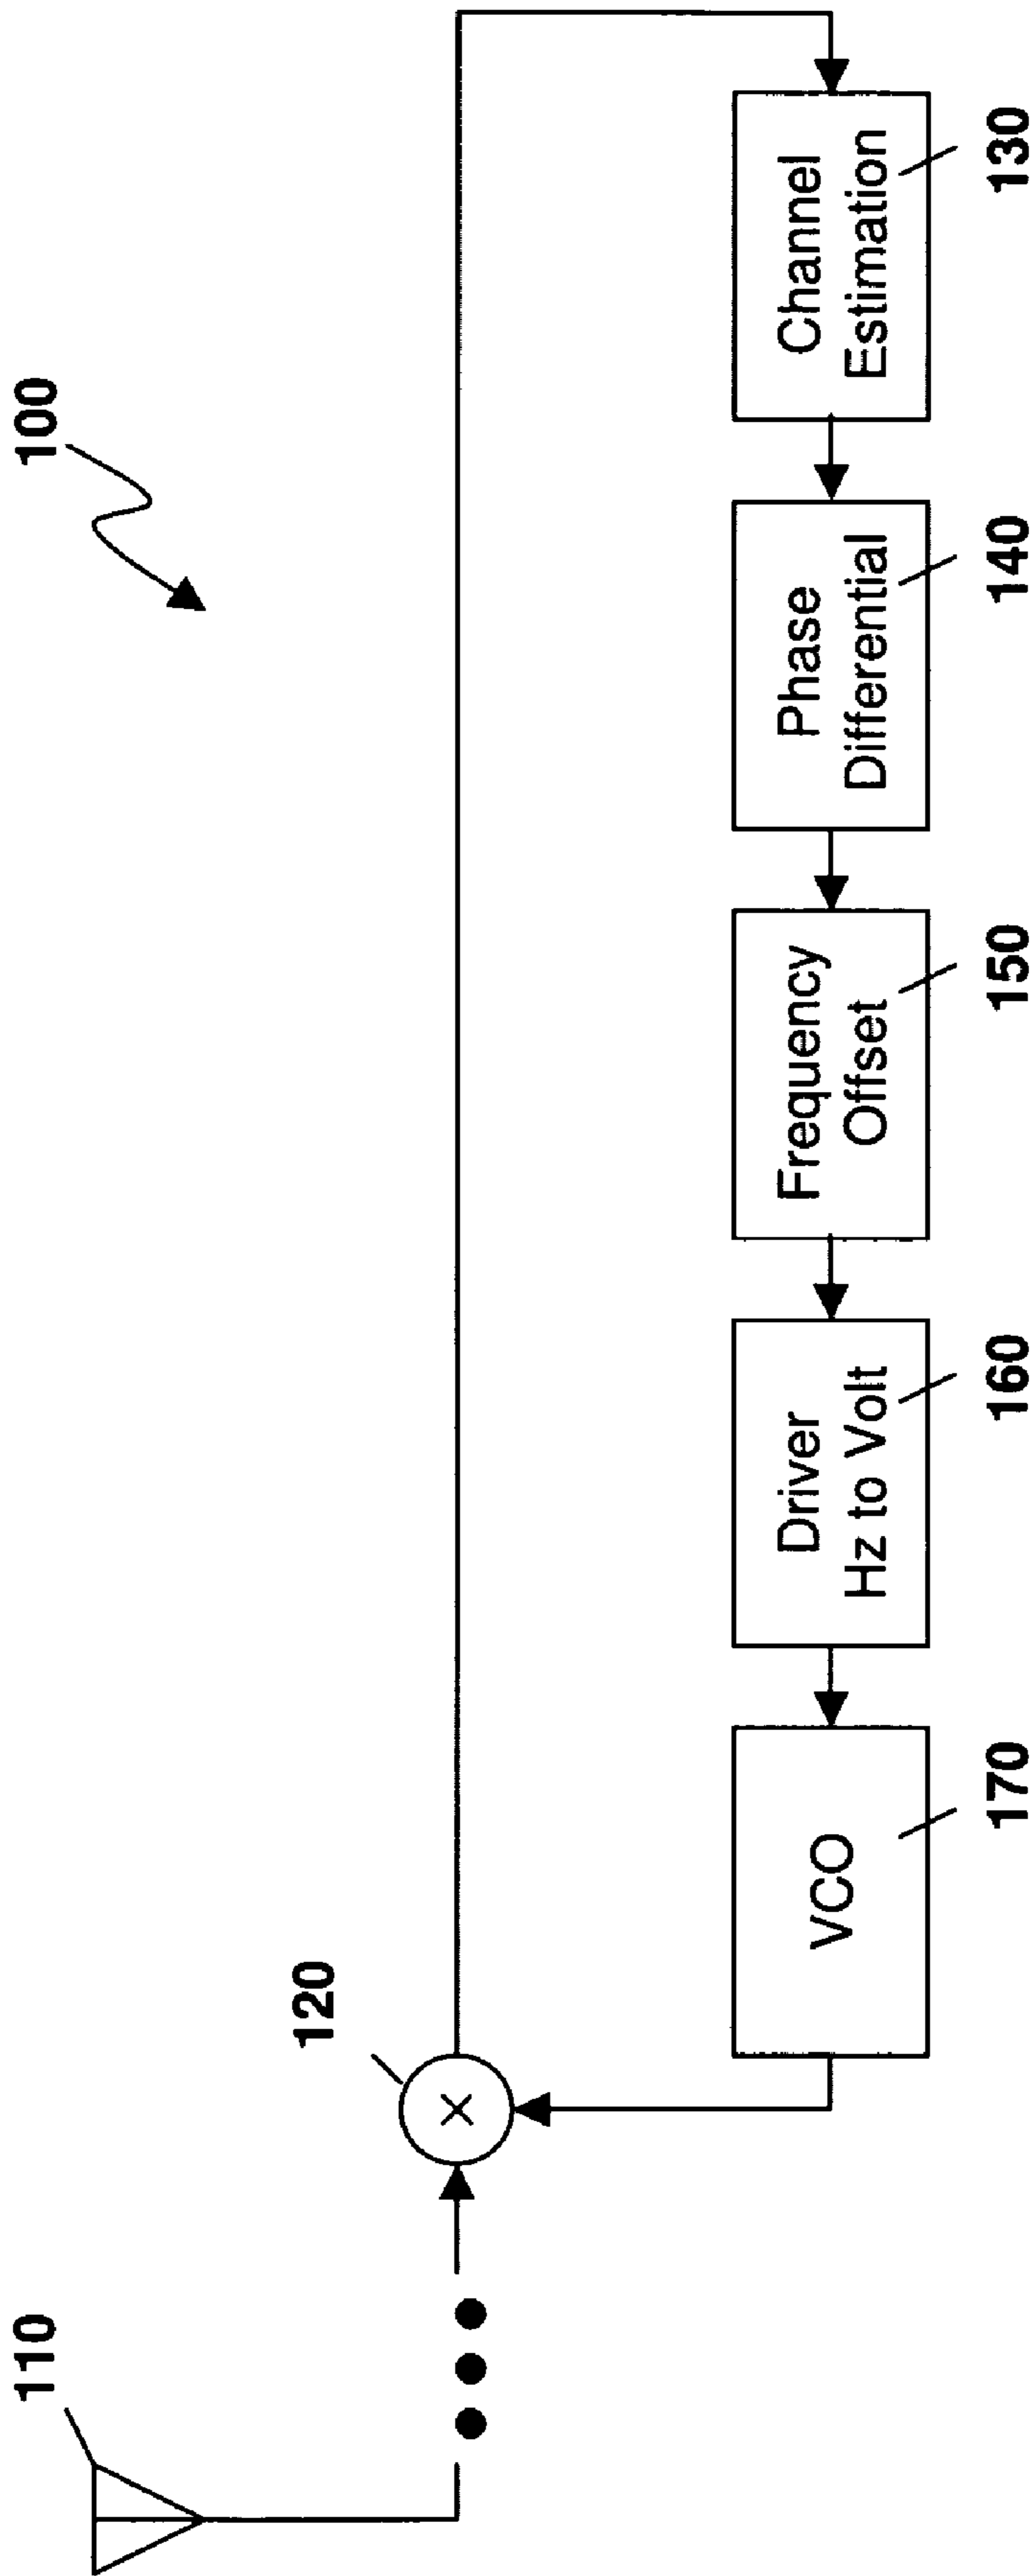 100
110
120
VCO
170
Driver
Hz to Volt
160
Frequency
Offset
150
Phase
Differential
140
Channel
Estimation
130